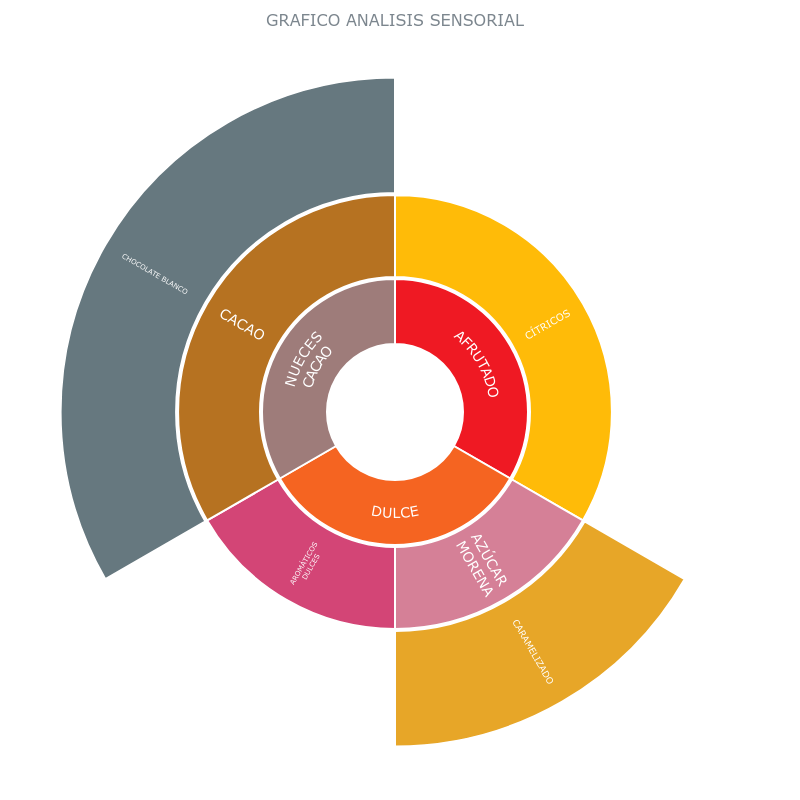 GRAFICO ANALISIS SENSORIAL
CHOCOLATE BLANCO
CACAO
NUECES
CACAO
AFRUTADO
CÍTRICOS
DULCE
AROMÁTICOS
DULCES
AZÚCAR
MORENA
CARAMELIZADO